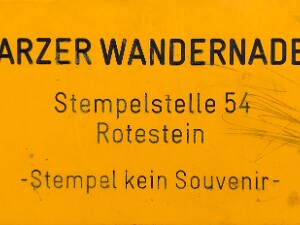 ARZER WANDERNADE
Stempelstelle 54
Rotestein
-Stempel kein Souvenir-